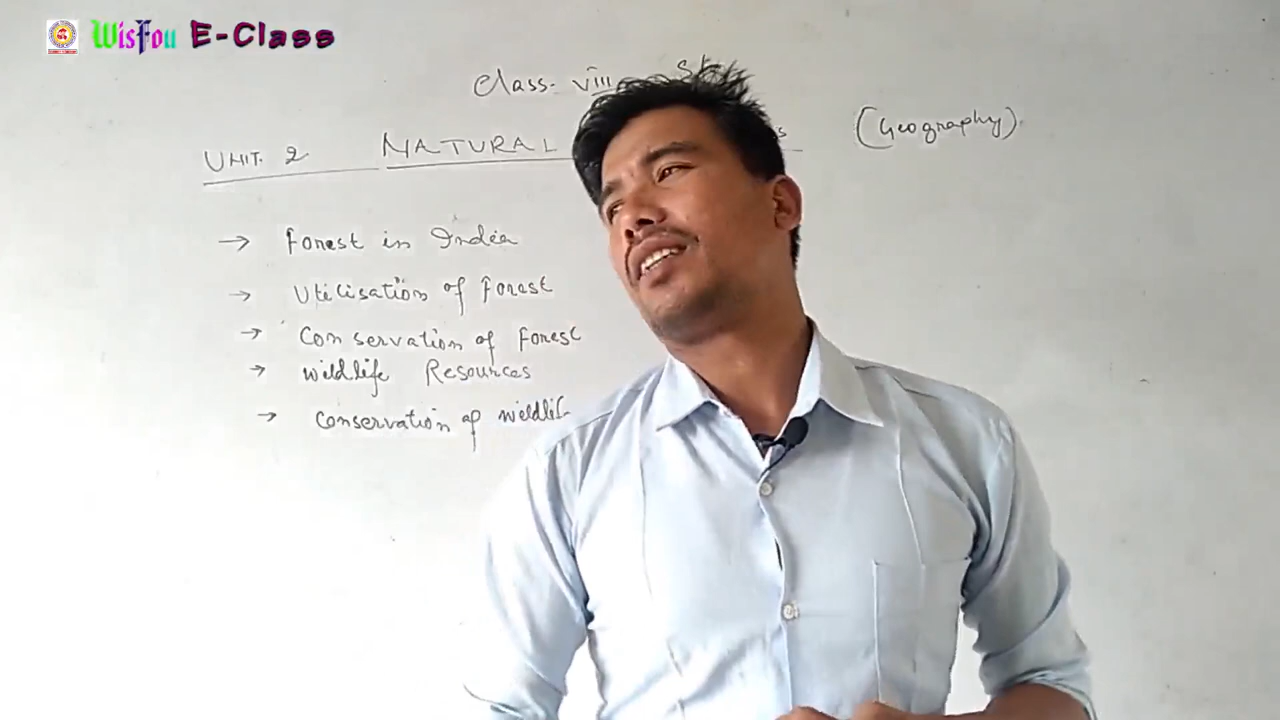 WisFou E-Class
Class- VIII
UNIT. 2 NATURAL (Geography)
→ Forest in India
→ Utilisation of Forest
→ Conservation of Forest
→ Wildlife Resources
→ Conservation of Wildlif